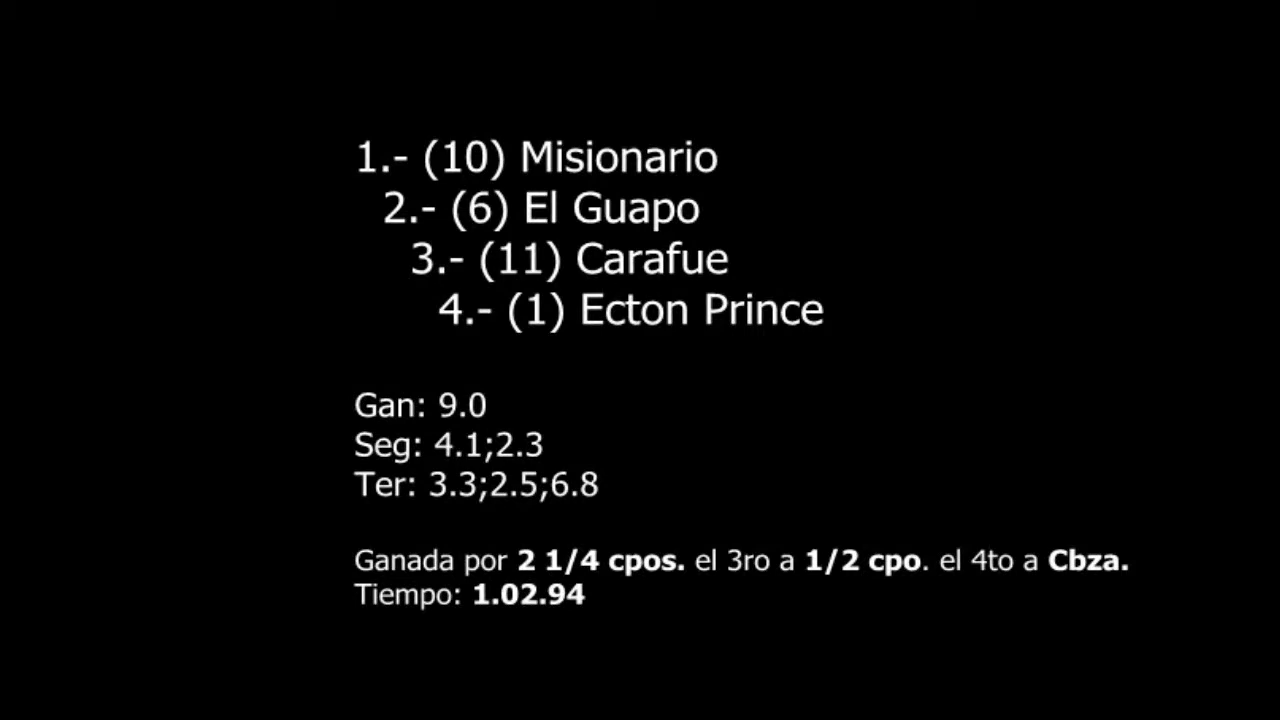 1.- (10) Misionario
2.- (6) El Guapo
3.- (11) Carafue
4.- (1) Ecton Prince
Gan: 9.0
Seg: 4.1;2.3
Ter: 3.3;2.5;6.8
Ganada por 2 1/4 cpos. el 3ro a 1/2 cpo. el 4to a Cbza.
Tiempo: 1.02.94